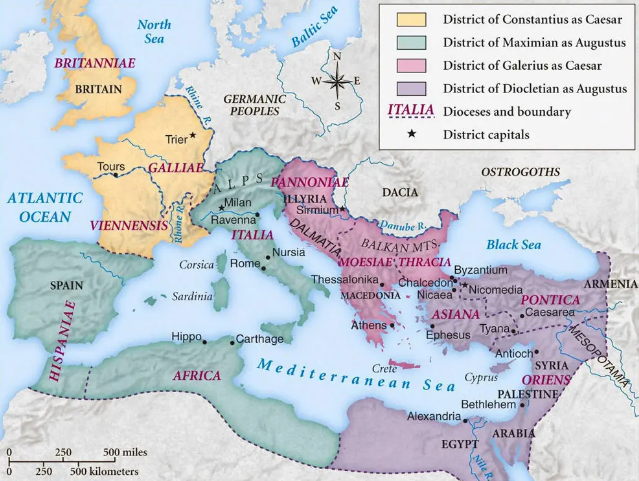 District of Constantius as Caesar
District of Maximian as Augustus
District of Galerius as Caesar
District of Diocletian as Augustus
ITALIA Dioceses and boundary
District capitals
North
Sea
Baltic Sea
N
W E
S
BRITANNIAE
BRITAIN
Rhine R.
GERMANIC
PEOPLES
Trier
Tours
GALLIAE
ATLANTIC
OCEAN
VIENNENSIS
Rhône R.
ALPS
Milan
Ravenna
ITALIA
PANNONIAE
ILLYRIA
Sirmium
DACIA
OSTROGOTHS
DALMATIA
Danube R.
BALKAN MTS.
Black Sea
Corsica
Nursia
Rome
MOESIAE
THRACIA
Byzantium
SPAIN
HISPANIAE
Sardinia
Thessalonika
MACEDONIA
Chalcedon
Nicaea
Nicomedia
PONTICA
ARMENIA
Caesarea
ASIANA
Athens
Ephesus
Tyana
MESOPOTAMIA
Hippo
Carthage
Antioch
SYRIA
AFRICA
Mediterranean Sea
Crete
Cyprus
ORIENS
PALESTINE
Bethlehem
Alexandria
ARABIA
EGYPT
Nile R.
0 250 500 miles
0 250 500 kilometers